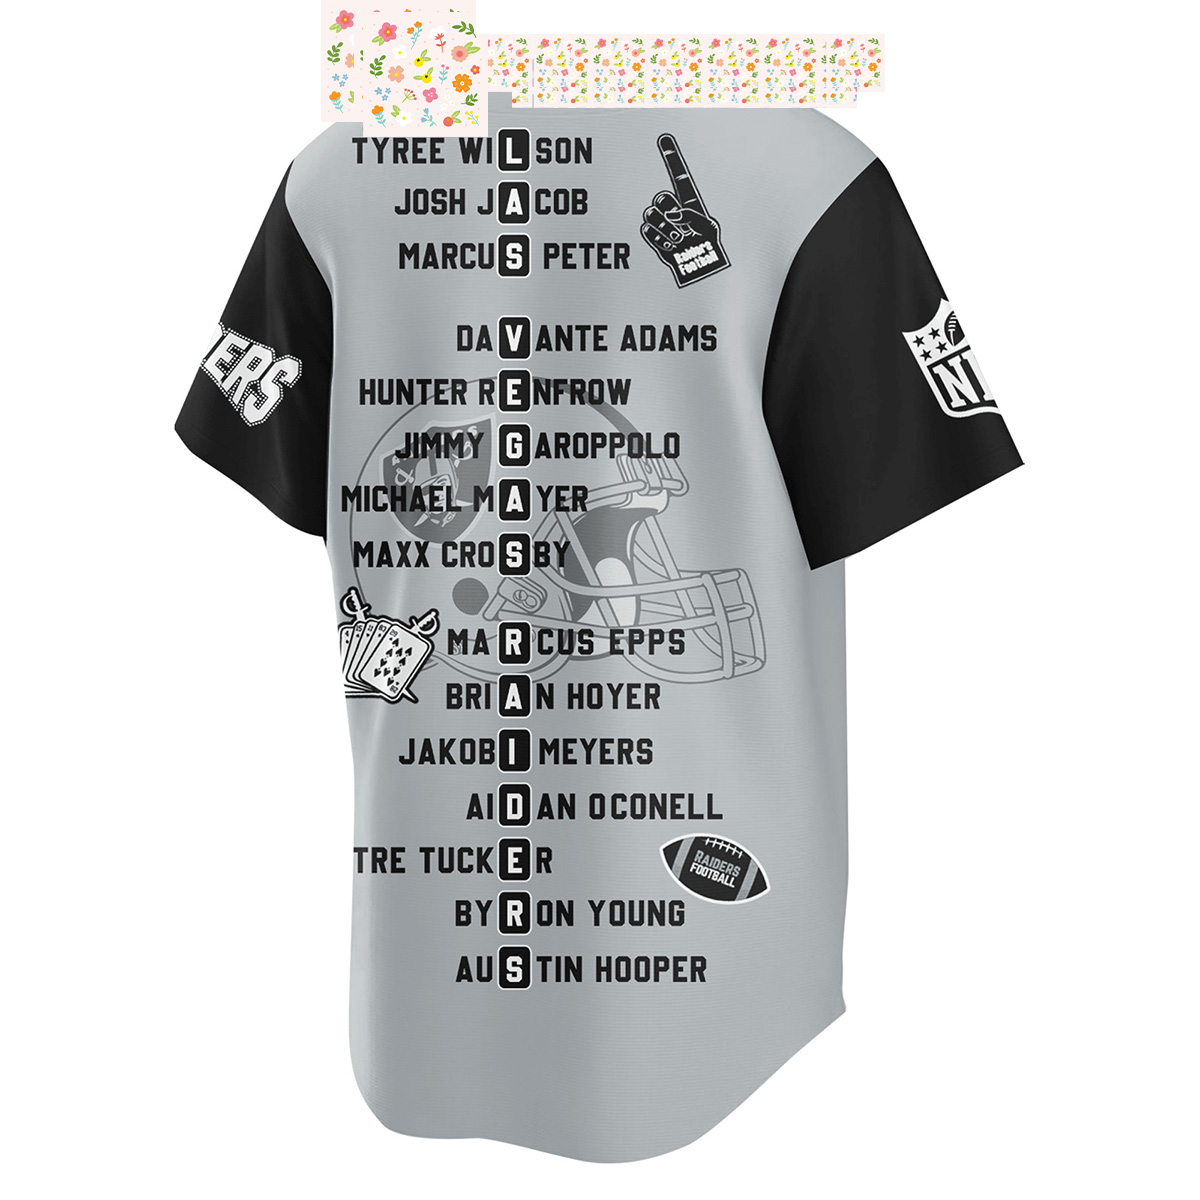 TYREE WILSON
JOSH JACOB
MARCUS PETER
Raiders
Football
DAVANTE ADAMS
ERS
NF
HUNTER RENFROW
JIMMY GAROPPOLO
MICHAEL MAYER
MAXX CROSBY
MARCUS EPPS
BRIAN HOYER
JAKOBI MEYERS
AIDAN OCONELL
TRE TUCKER
RAIDERS
FOOTBALL
BYRON YOUNG
AUSTIN HOOPER